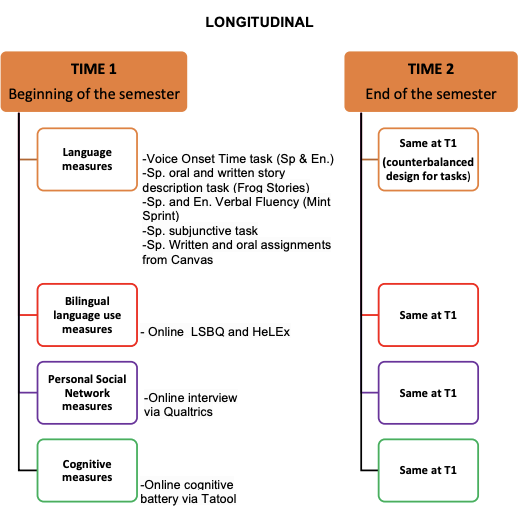 LONGITUDINAL
TIME 1
Beginning of the semester
TIME 2
End of the semester
Language
measures
-Voice Onset Time task (Sp & En.)
-Sp. oral and written story
description task (Frog Stories)
-Sp. and En. Verbal Fluency (Mint
Sprint)
-Sp. subjunctive task
-Sp. Written and oral assignments
from Canvas
Same at T1
(counterbalanced
design for tasks)
Bilingual
language use
measures
- Online LSBQ and HeLEx
Same at T1
Personal Social
Network
measures
-Online interview
via Qualtrics
Same at T1
Cognitive
measures
-Online cognitive
battery via Tatool
Same at T1